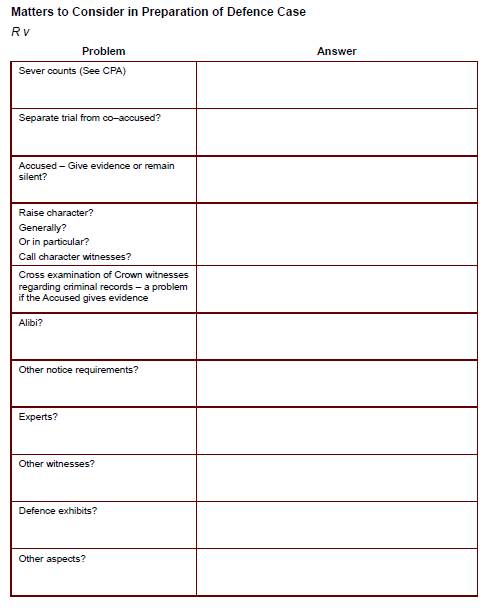 Matters to Consider in Preparation of Defence Case
R v
Problem Answer
Sever counts (See CPA)
Separate trial from co–accused?
Accused – Give evidence or remain
silent?
Raise character?
Generally?
Or in particular?
Call character witnesses?
Cross examination of Crown witnesses
regarding criminal records – a problem
if the Accused gives evidence
Alibi?
Other notice requirements?
Experts?
Other witnesses?
Defence exhibits?
Other aspects?